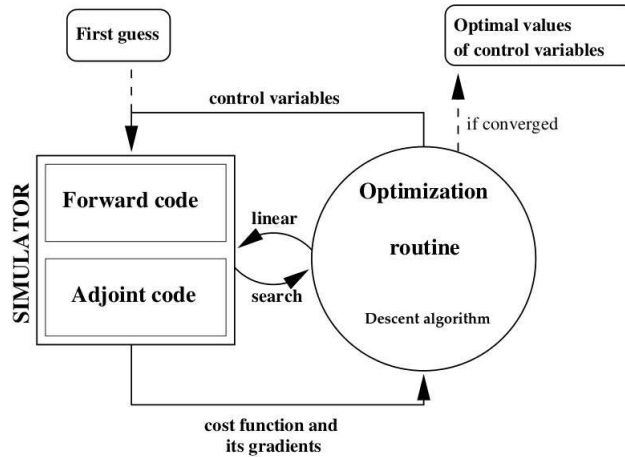 First guess
Optimal values
of control variables
control variables
if converged
SIMULATOR
Forward code
Adjoint code
linear
search
Optimization
routine
Descent algorithm
cost function and
its gradients